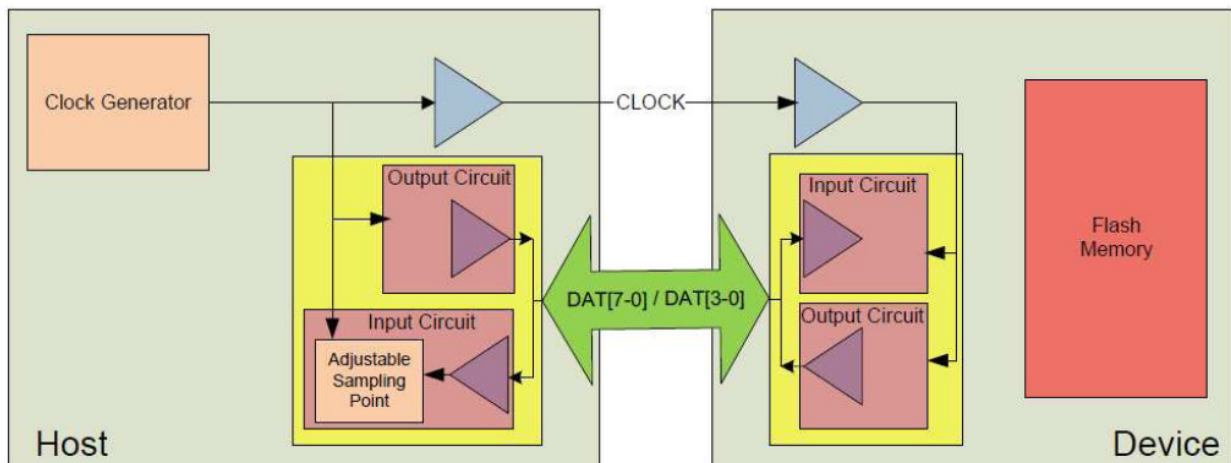 Clock Generator
CLOCK
Output Circuit
Input Circuit
Adjustable
Sampling
Point
DAT[7-0] / DAT[3-0]
Input Circuit
Output Circuit
Flash
Memory
Host
Device